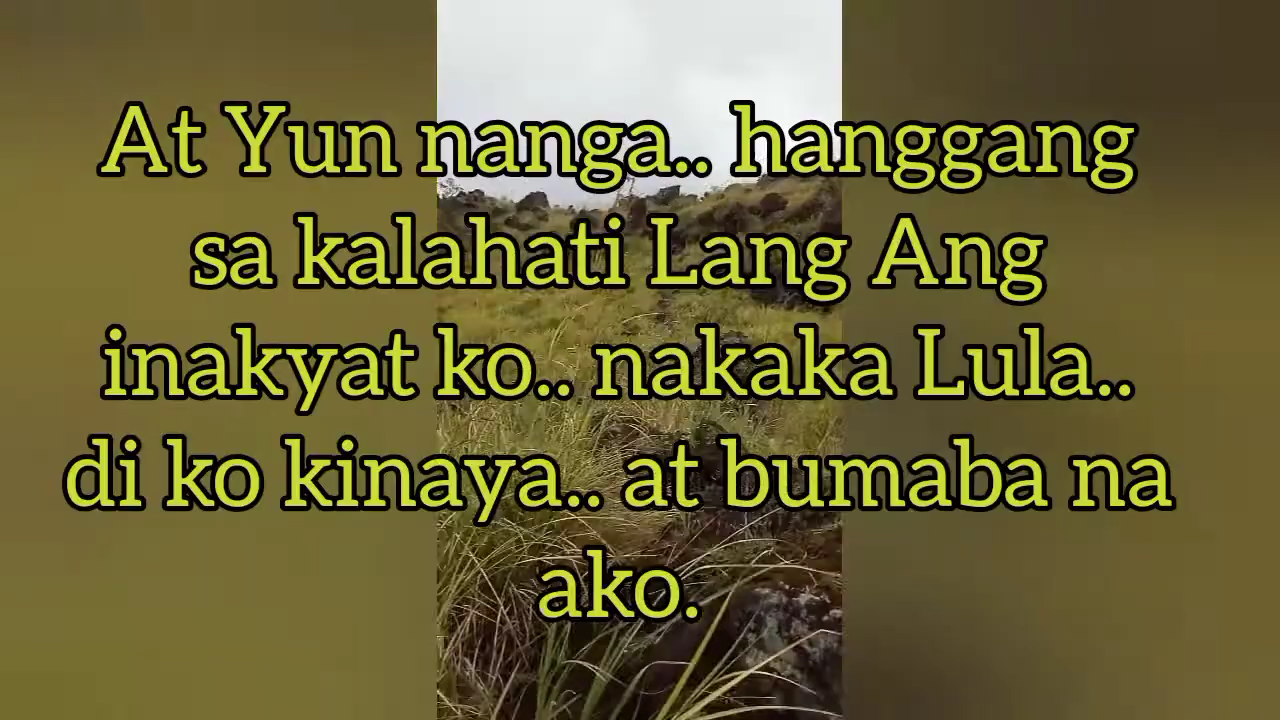 At Yun nanga.. hanggang
sa kalahati Lang Ang
inakyat ko.. nakaka Lula..
di ko kinaya.. at bumaba na
ako.